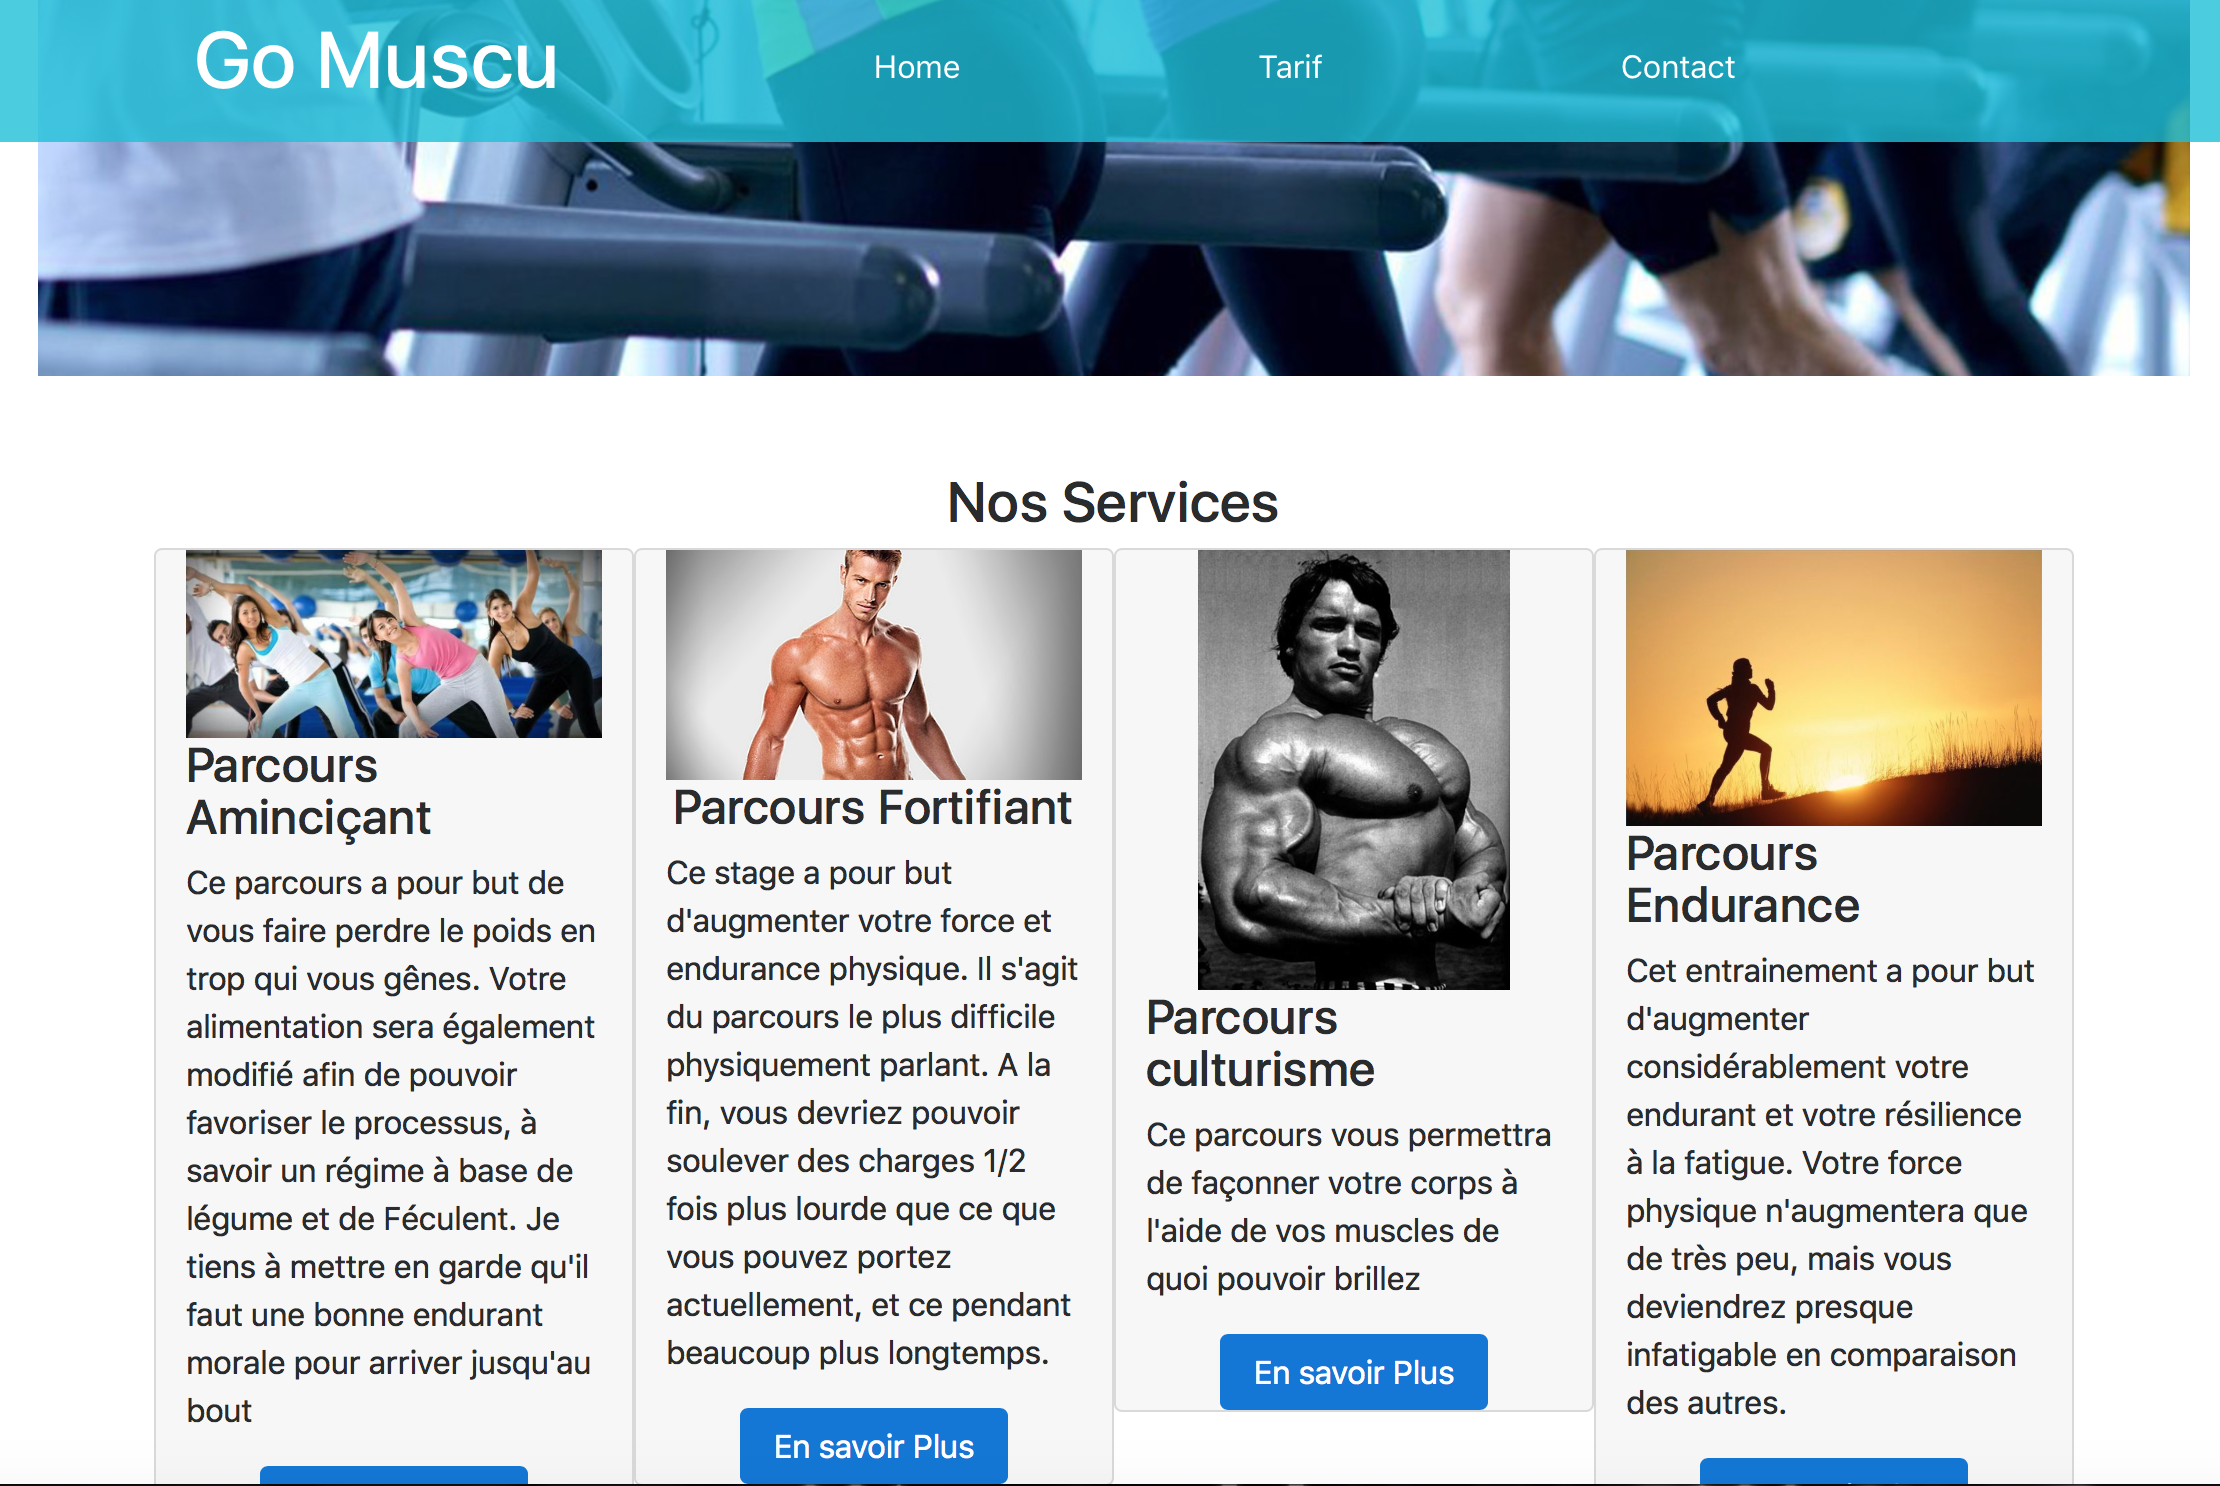 Go Muscu
Home
Tarif
Contact
Nos Services
Parcours
Aminciçant
Ce parcours a pour but de
vous faire perdre le poids en
trop qui vous gênes. Votre
alimentation sera également
modifié afin de pouvoir
favoriser le processus, à
savoir un régime à base de
légume et de Féculent. Je
tiens à mettre en garde qu'il
faut une bonne endurant
morale pour arriver jusqu'au
bout
Parcours Fortifiant
Ce stage a pour but
d'augmenter votre force et
endurance physique. Il s'agit
du parcours le plus difficile
physiquement parlant. A la
fin, vous devriez pouvoir
soulever des charges 1/2
fois plus lourde que ce que
vous pouvez portez
actuellement, et ce pendant
beaucoup plus longtemps.
En savoir Plus
Parcours
culturisme
Ce parcours vous permettra
de façonner votre corps à
l'aide de vos muscles de
quoi pouvoir brillez
En savoir Plus
Parcours
Endurance
Cet entrainement a pour but
d'augmenter
considérablement votre
endurant et votre résilience
à la fatigue. Votre force
physique n'augmentera que
de très peu, mais vous
deviendrez presque
infatigable en comparaison
des autres.